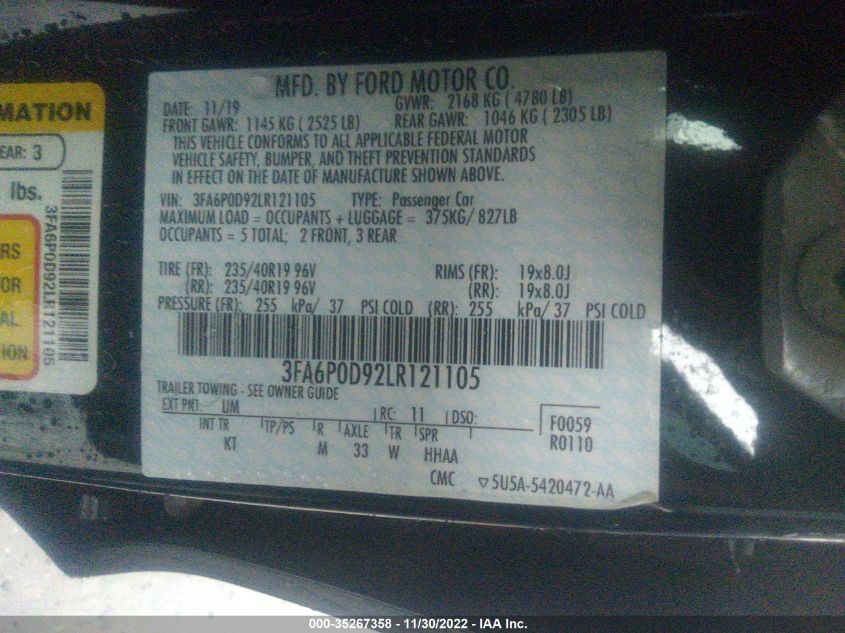 MFD. BY FORD MOTOR CO.
DATE: 11/19 GVWR: 2168 KG ( 4780 LB)
FRONT GAWR: 1145 KG ( 2525 LB) REAR GAWR: 1046 KG ( 2305 LB)
THIS VEHICLE CONFORMS TO ALL APPLICABLE FEDERAL MOTOR
VEHICLE SAFETY, BUMPER, AND THEFT PREVENTION STANDARDS
IN EFFECT ON THE DATE OF MANUFACTURE SHOWN ABOVE.
VIN: 3FA6P0D92LR121105 TYPE: Passenger Car
MAXIMUM LOAD = OCCUPANTS + LUGGAGE = 375KG/ 827LB
OCCUPANTS = 5 TOTAL; 2 FRONT, 3 REAR
TIRE (FR): 235/40R19 96V RIMS (FR): 19x8.0J
(RR): 235/40R19 96V (RR): 19x8.0J
PRESSURE (FR): 255 kPa/ 37 PSI COLD (RR): 255 kPa/ 37 PSI COLD
3FA6P0D92LR121105
TRAILER TOWING - SEE OWNER GUIDE
EXT PNT: UM RC: 11 DSO: F0059
INT TR TP/PS R AXLE TR SPR R0110
KT M 33 W HHAA
CMC ▽5U5A-5420472-AA
MATION
EAR: 3
lbs.
3FA6P0D92LR121105
RS
OR
AL
ION
000-35267358 - 11/30/2022 - IAA Inc.